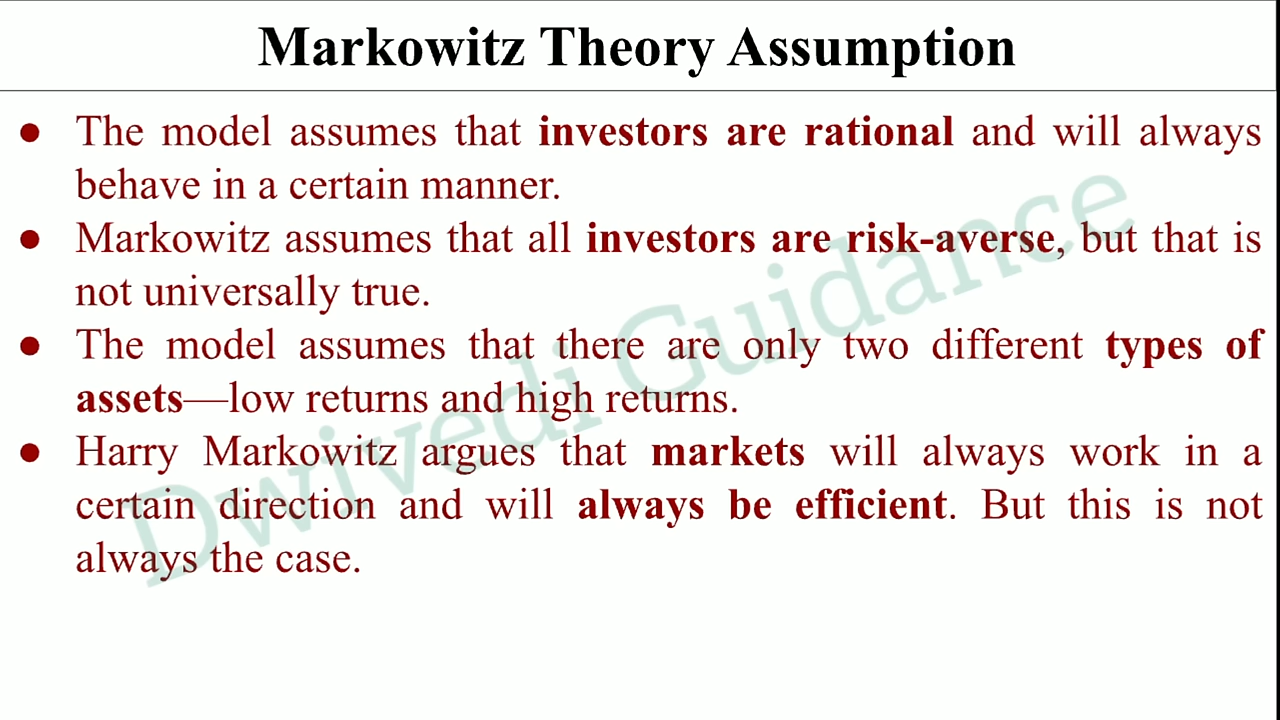 Markowitz Theory Assumption
● The model assumes that investors are rational and will always
behave in a certain manner.
● Markowitz assumes that all investors are risk-averse, but that is
not universally true.
● The model assumes that there are only two different types of
assets—low returns and high returns.
● Harry Markowitz argues that markets will always work in a
certain direction and will always be efficient. But this is not
always the case.
Dwivedi Guidance